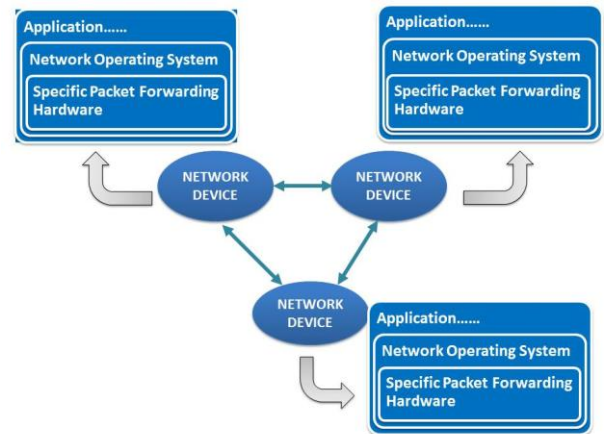 Application......
Network Operating System
Specific Packet Forwarding
Hardware
Application......
Network Operating System
Specific Packet Forwarding
Hardware
NETWORK
DEVICE
NETWORK
DEVICE
NETWORK
DEVICE
Application......
Network Operating System
Specific Packet Forwarding
Hardware